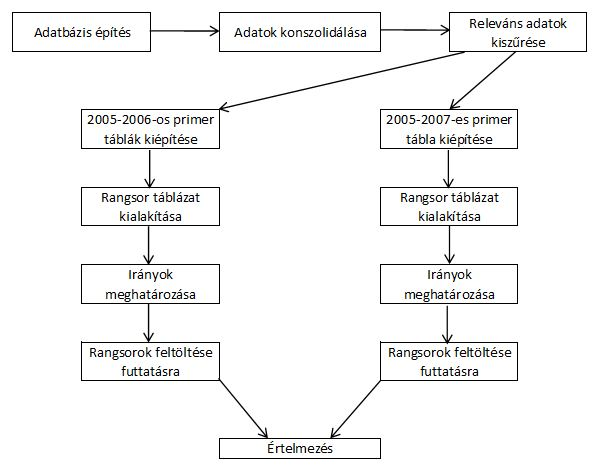 Adatbázis építés
Adatok konszolidálása
Releváns adatok
kiszűrése
2005-2006-os primer
táblák kiépítése
2005-2007-es primer
tábla kiépítése
Rangsor táblázat
kialakítása
Rangsor táblázat
kialakítása
Irányok
meghatározása
Irányok
meghatározása
Rangsorok feltöltése
futtatásra
Rangsorok feltöltése
futtatásra
Értelmezés